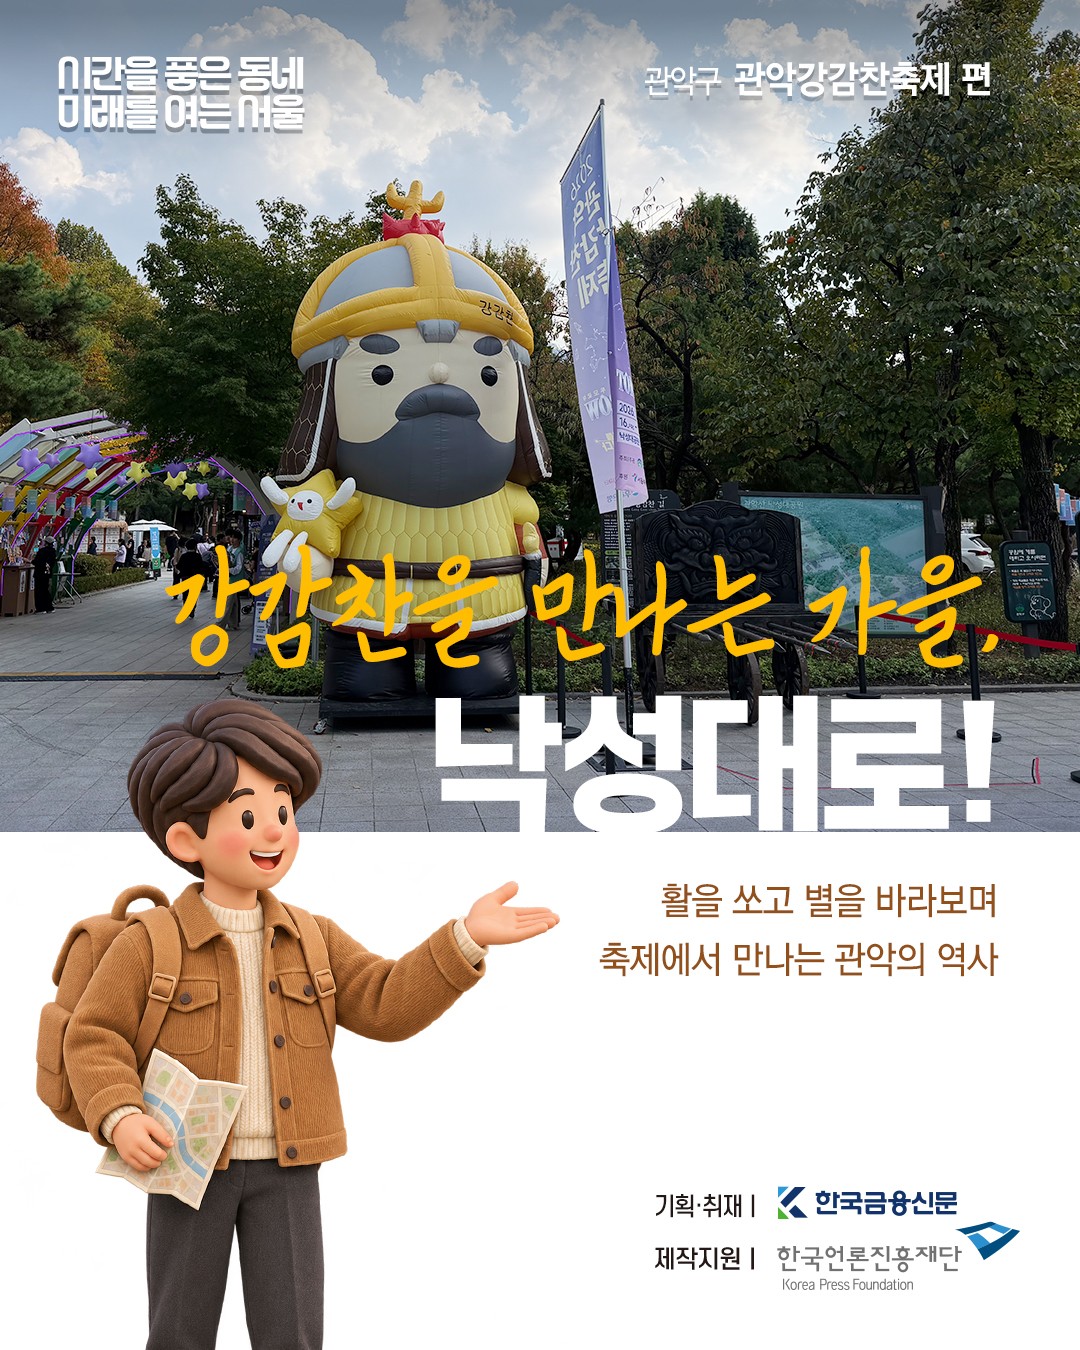 시간을 품은 동네
미래를 여는 서울
관악구 관악강감찬축제 편
강감찬
강감찬을 만나는 가을,
낙성대로!
활을 쏘고 별을 바라보며
축제에서 만나는 관악의 역사
기획·취재 | 한국금융신문
제작지원 | 한국언론진흥재단
Korea Press Foundation